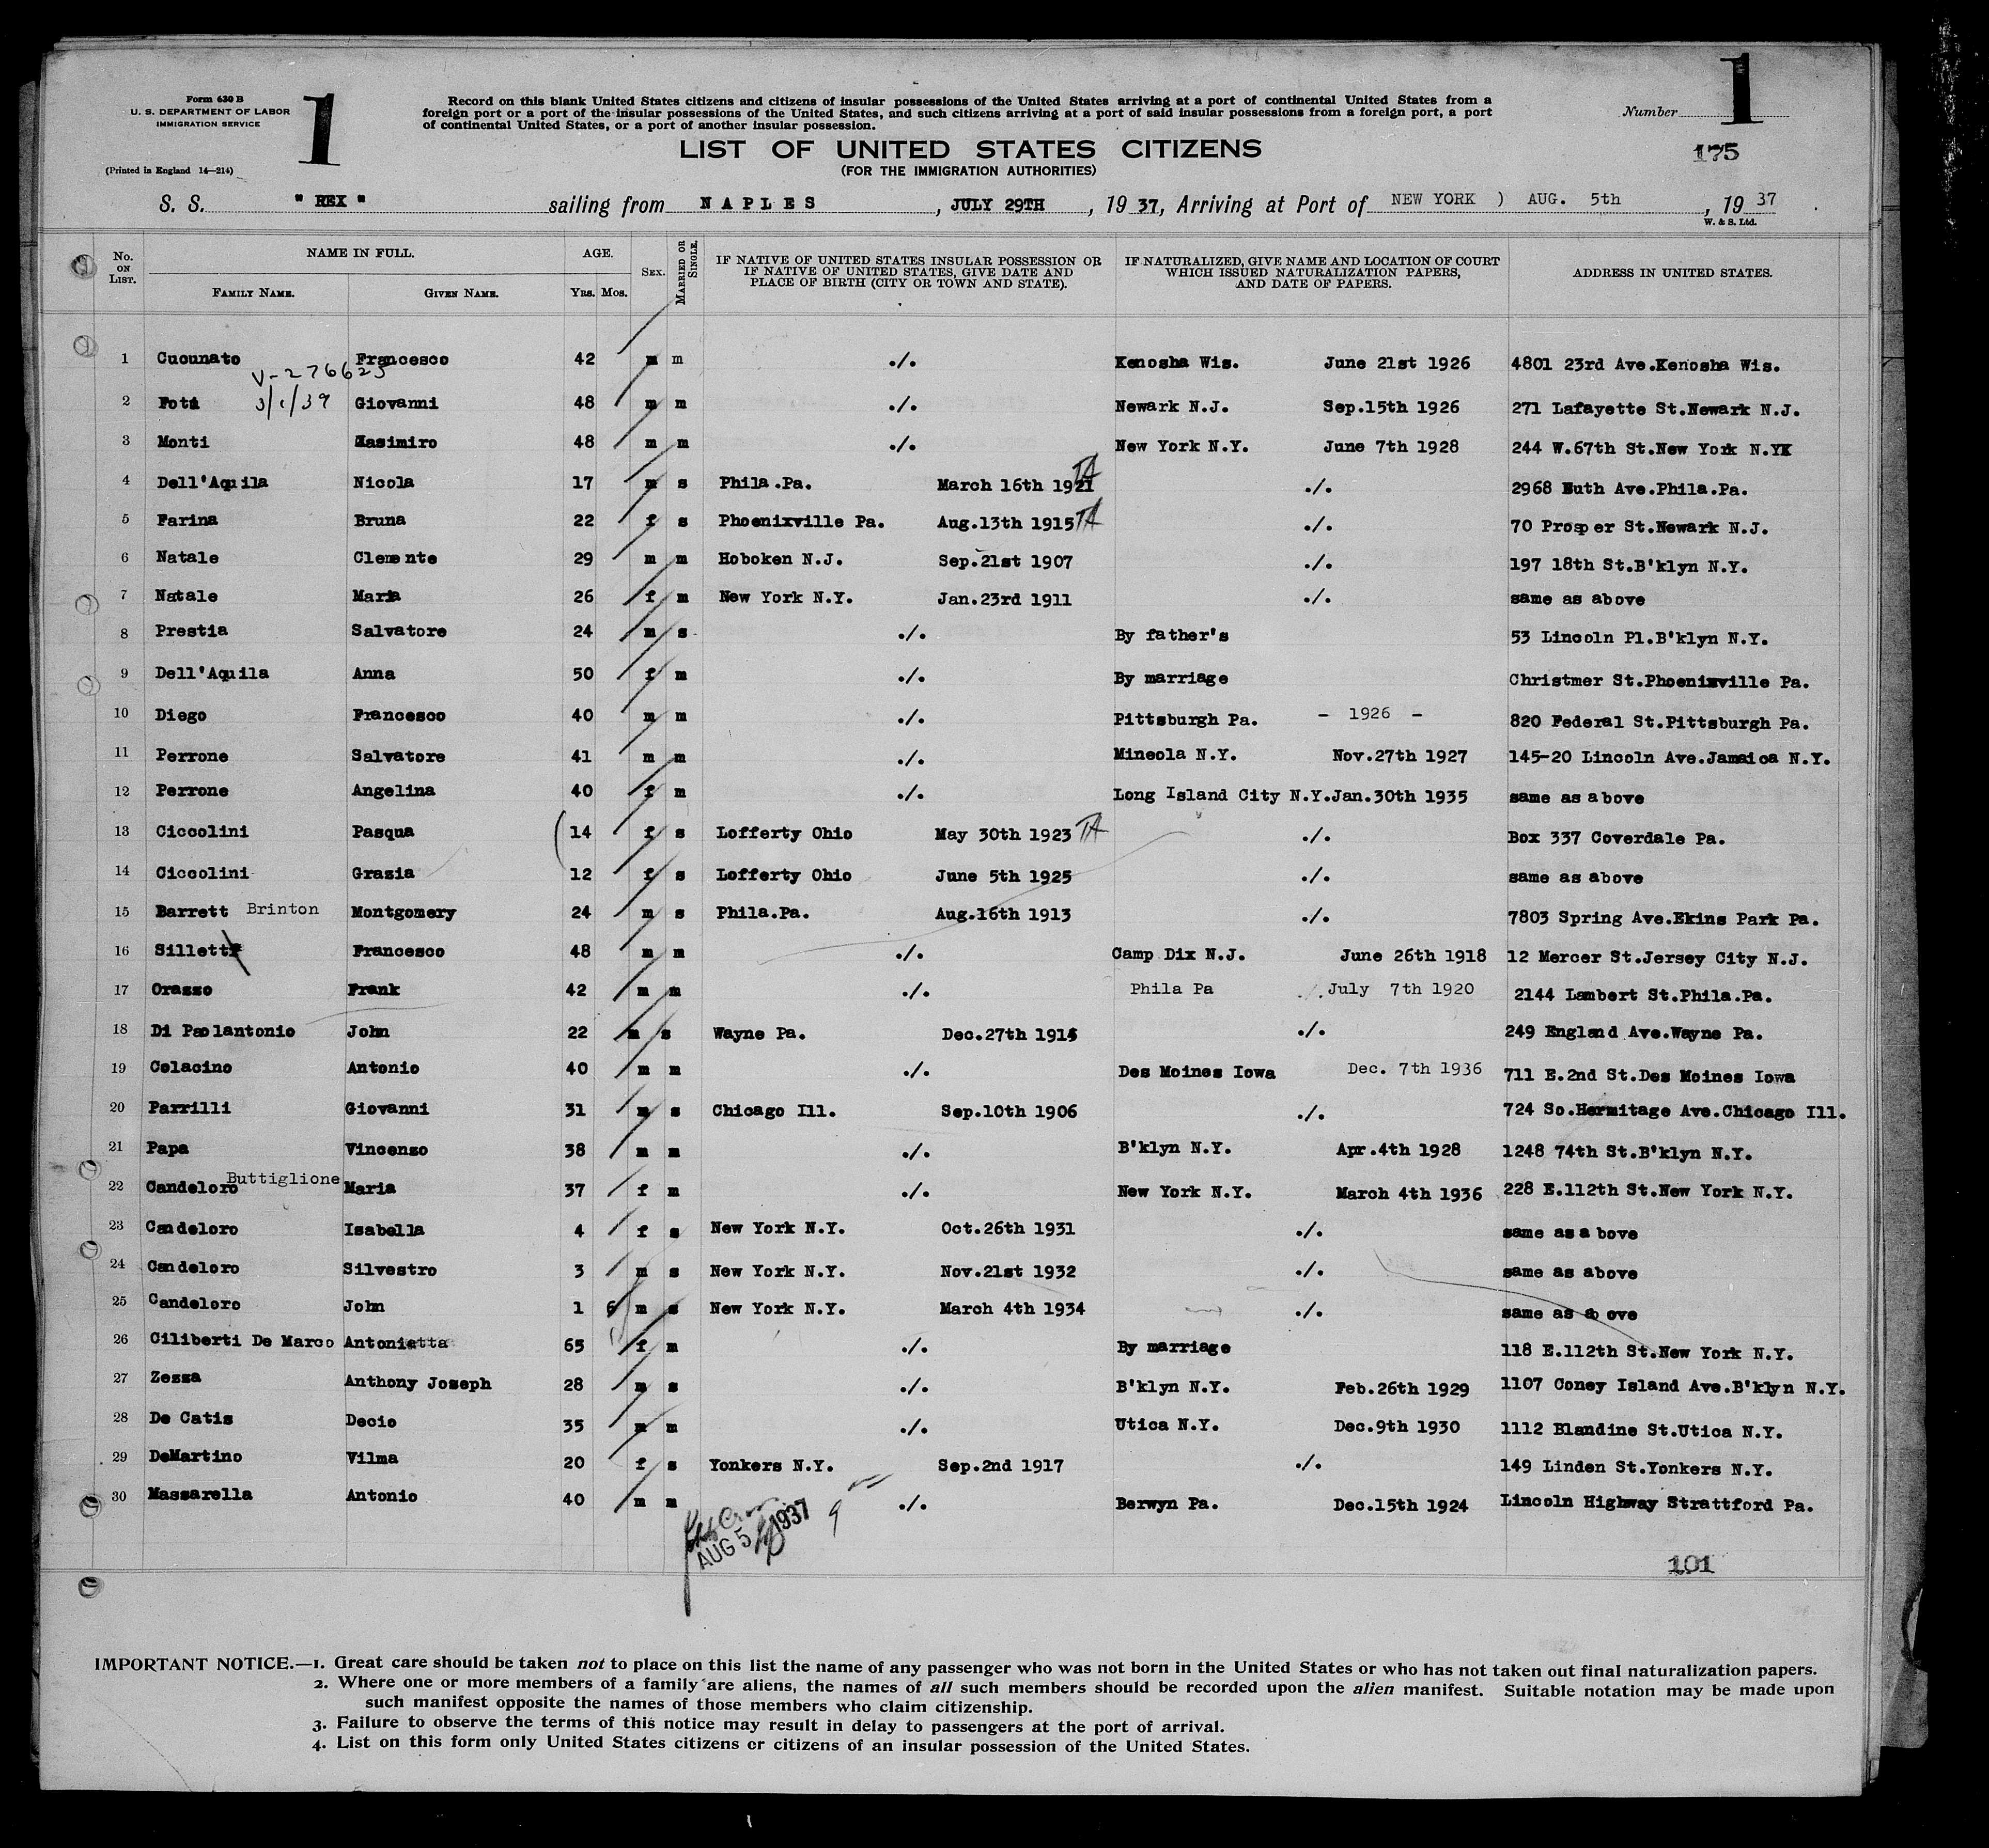 Form 630 B
U. S. DEPARTMENT OF LABOR
IMMIGRATION SERVICE
(Printed in England 14—214)
1
Record on this blank United States citizens and citizens of insular possessions of the United States arriving at a port of continental United States from a
foreign port or a port of the insular possessions of the United States, and such citizens arriving at a port of said insular possessions from a foreign port, a port
of continental United States, or a port of another insular possession.
Number 1
175
LIST OF UNITED STATES CITIZENS
(FOR THE IMMIGRATION AUTHORITIES)
S. S. " REX " sailing from NAPLES , JULY 29TH , 19 37, Arriving at Port of NEW YORK ) AUG. 5th , 19 37
W. & S. Ltd.
No. ON LIST. NAME IN FULL. FAMILY NAME. GIVEN NAME. AGE. YRS. MOS. SEX. MARRIED OR SINGLE. IF NATIVE OF UNITED STATES INSULAR POSSESSION OR IF NATIVE OF UNITED STATES, GIVE DATE AND PLACE OF BIRTH (CITY OR TOWN AND STATE). IF NATURALIZED, GIVE NAME AND LOCATION OF COURT WHICH ISSUED NATURALIZATION PAPERS, AND DATE OF PAPERS. ADDRESS IN UNITED STATES.
1 Cucunato Francesco 42 m m ./. Kenosha Wis. June 21st 1926 4801 23rd Ave.Kenosha Wis.
V-276625
3/1/39
2 Foti Giovanni 48 m m ./. Newark N.J. Sep.15th 1926 271 Lafayette St.Newark N.J.
3 Monti Casimiro 48 m m ./. New York N.Y. June 7th 1928 244 W.67th St.New York N.Y
4 Dell'Aquila Nicola 17 m s Phila.Pa. March 16th 1921 TA ./. 2968 Ruth Ave.Phila.Pa.
5 Farina Bruna 22 f s Phoenixville Pa. Aug.13th 1915 TA ./. 70 Prosper St.Newark N.J.
6 Natale Clemente 29 m m Hoboken N.J. Sep.21st 1907 ./. 197 18th St.B'klyn N.Y.
7 Natale Maria 26 f m New York N.Y. Jan.23rd 1911 ./. same as above
8 Prestia Salvatore 24 m s ./. By father's 53 Lincoln Pl.B'klyn N.Y.
9 Dell'Aquila Anna 50 f m ./. By marriage Christmer St.Phoenixville Pa.
10 Diego Francesco 40 m m ./. Pittsburgh Pa. - 1926 - 820 Federal St.Pittsburgh Pa.
11 Perrone Salvatore 41 m m ./. Mineola N.Y. Nov.27th 1927 145-20 Lincoln Ave.Jamaica N.Y.
12 Perrone Angelina 40 f m ./. Long Island City N.Y.Jan.30th 1935 same as above
13 Ciccolini Pasqua 14 f s Lofferty Ohio May 30th 1923 TA ./. Box 337 Coverdale Pa.
14 Ciccolini Grazia 12 f s Lofferty Ohio June 5th 1925 ./. same as above
15 Barrett Brinton Montgomery 24 m s Phila.Pa. Aug.16th 1913 ./. 7803 Spring Ave.Ekins Park Pa.
16 Silletti Francesco 48 m m ./. Camp Dix N.J. June 26th 1918 12 Mercer St.Jersey City N.J.
17 Orazzo Frank 42 m m ./. Phila Pa July 7th 1920 2144 Lambert St.Phila.Pa.
18 Di Paolantonio John 22 m s Wayne Pa. Dec.27th 1914 ./. 249 England Ave.Wayne Pa.
19 Colacino Antonio 40 m m ./. Des Moines Iowa Dec. 7th 1936 711 E.2nd St.Des Moines Iowa
20 Parrilli Giovanni 31 m s Chicago Ill. Sep.10th 1906 ./. 724 So.Hermitage Ave.Chicago Ill.
21 Papa Vincenzo 38 m m ./. B'klyn N.Y. Apr.4th 1928 1248 74th St.B'klyn N.Y.
22 Candeloro Buttiglione Maria 37 f m ./. New York N.Y. March 4th 1936 228 E.112th St.New York N.Y.
23 Candeloro Isabella 4 f s New York N.Y. Oct.26th 1931 ./. same as above
24 Candeloro Silvestro 3 m s New York N.Y. Nov.21st 1932 ./. same as above
25 Candeloro John 1 6 m s New York N.Y. March 4th 1934 ./. same as above
26 Ciliberti De Marco Antonietta 65 f m ./. By marriage 118 E.112th St.New York N.Y.
27 Zezza Anthony Joseph 28 m s ./. B'klyn N.Y. Feb.26th 1929 1107 Coney Island Ave.B'klyn N.Y.
28 De Catis Decio 35 m m ./. Utica N.Y. Dec.9th 1930 1112 Blandine St.Utica N.Y.
29 DeMartino Vilma 20 f s Yonkers N.Y. Sep.2nd 1917 ./. 149 Linden St.Yonkers N.Y.
30 Massarella Antonio 40 m m ./. Berwyn Pa. Dec.15th 1924 Lincoln Highway Strattford Pa.
AUG 5 1937
9
101
IMPORTANT NOTICE.—1. Great care should be taken not to place on this list the name of any passenger who was not born in the United States or who has not taken out final naturalization papers.
2. Where one or more members of a family are aliens, the names of all such members should be recorded upon the alien manifest. Suitable notation may be made upon
such manifest opposite the names of those members who claim citizenship.
3. Failure to observe the terms of this notice may result in delay to passengers at the port of arrival.
4. List on this form only United States citizens or citizens of an insular possession of the United States.